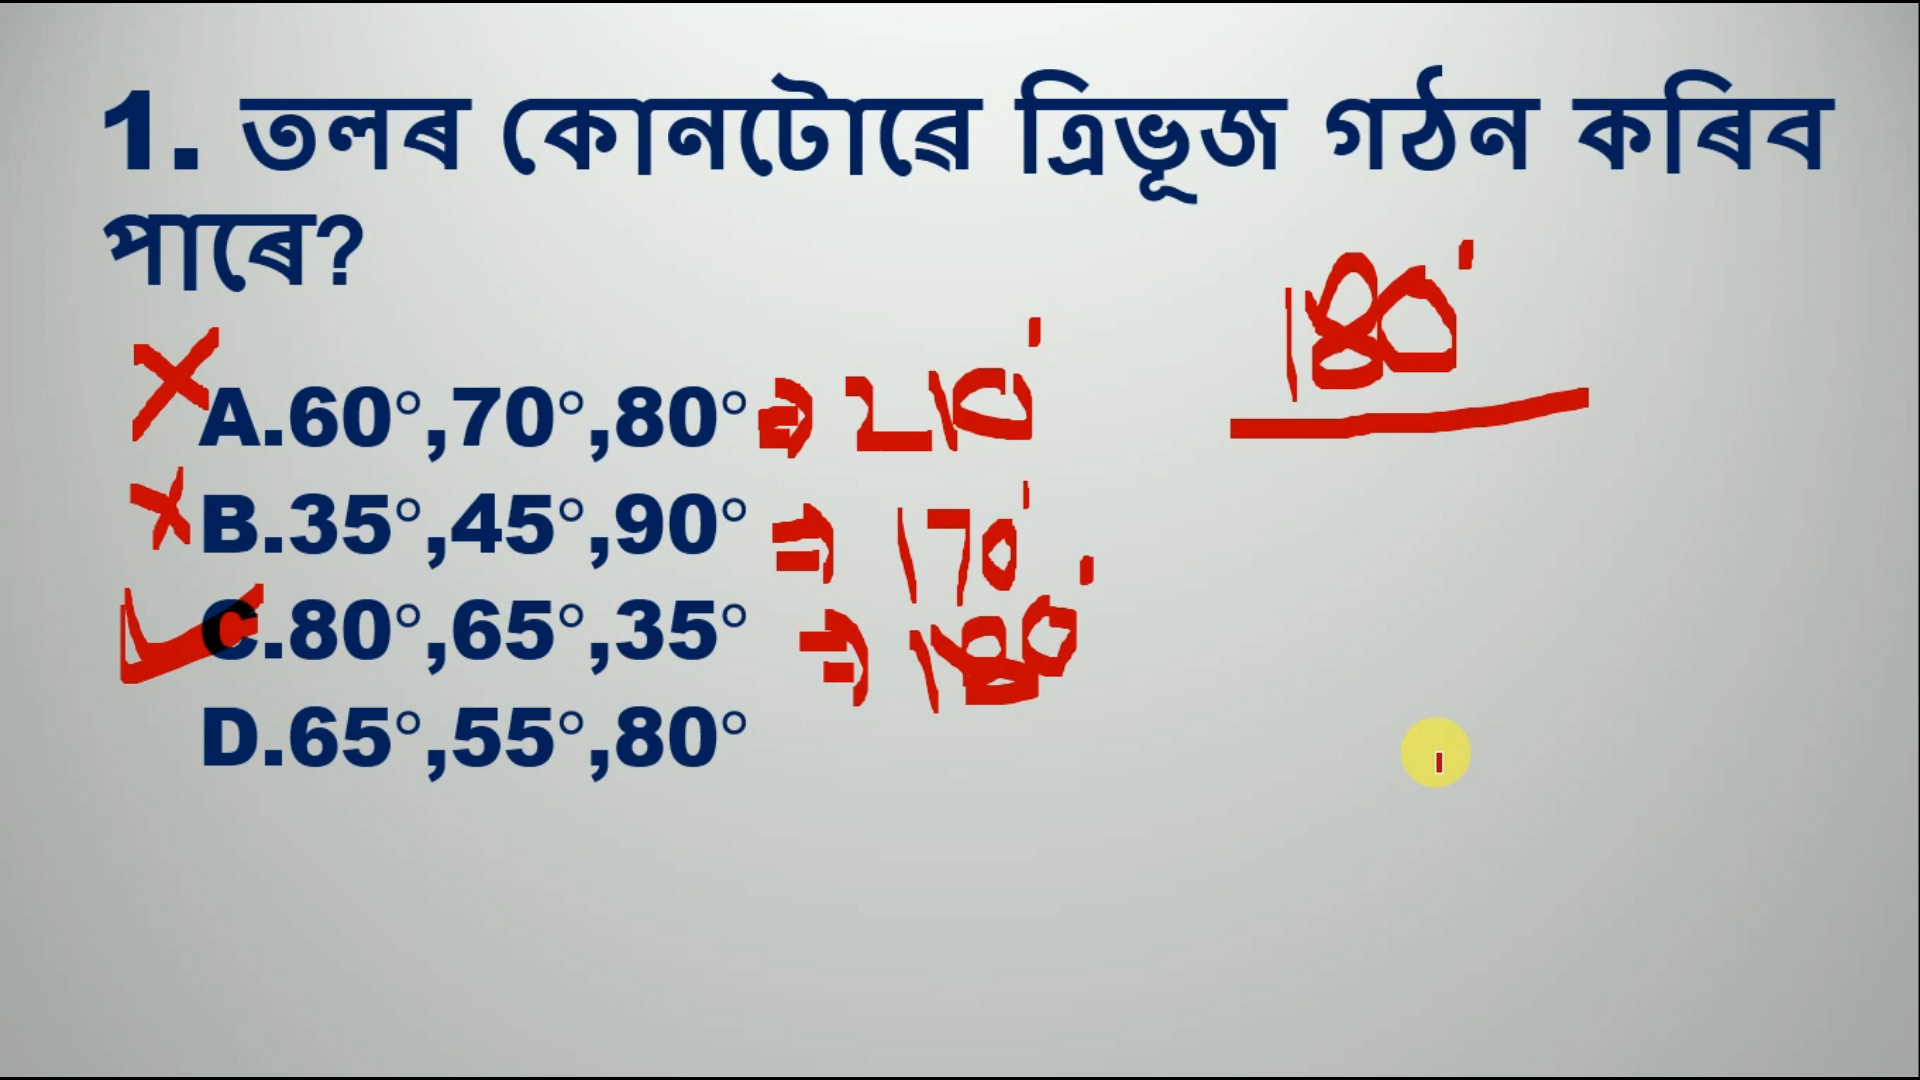 1. তলৰ কোনটোৱে ত্ৰিভূজ গঠন কৰিব
পাৰে?
180°
A.60°,70°,80° ⇒ 210°
B.35°,45°,90° ⇒ 170°
C.80°,65°,35° ⇒ 180°
D.65°,55°,80°